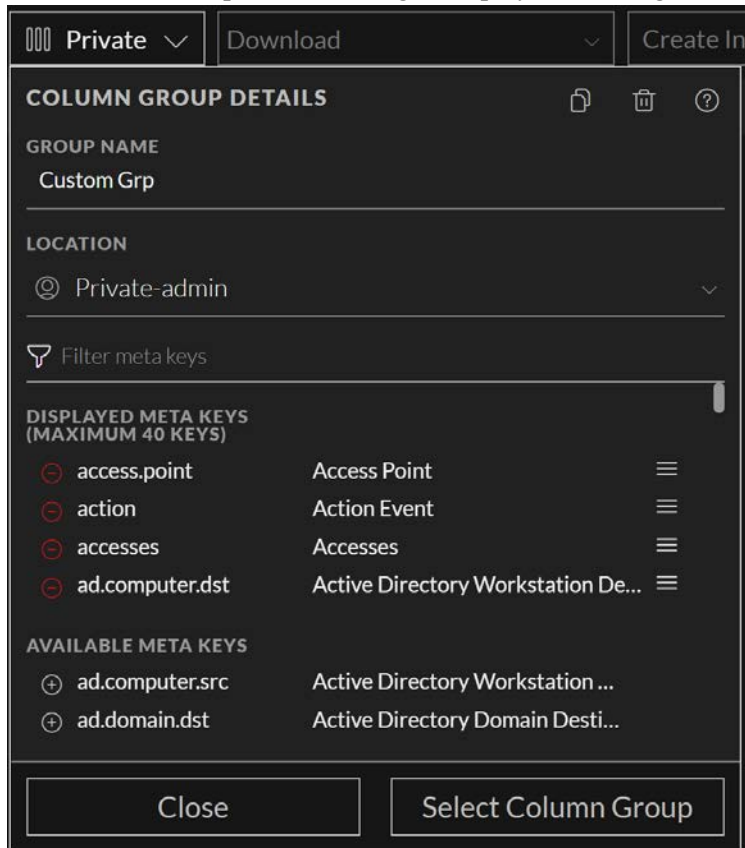 Private Download Create In
COLUMN GROUP DETAILS
GROUP NAME
Custom Grp
LOCATION
Private-admin
Filter meta keys
DISPLAYED META KEYS
(MAXIMUM 40 KEYS)
access.point Access Point
action Action Event
accesses Accesses
ad.computer.dst Active Directory Workstation De...
AVAILABLE META KEYS
ad.computer.src Active Directory Workstation ...
ad.domain.dst Active Directory Domain Desti...
Close Select Column Group